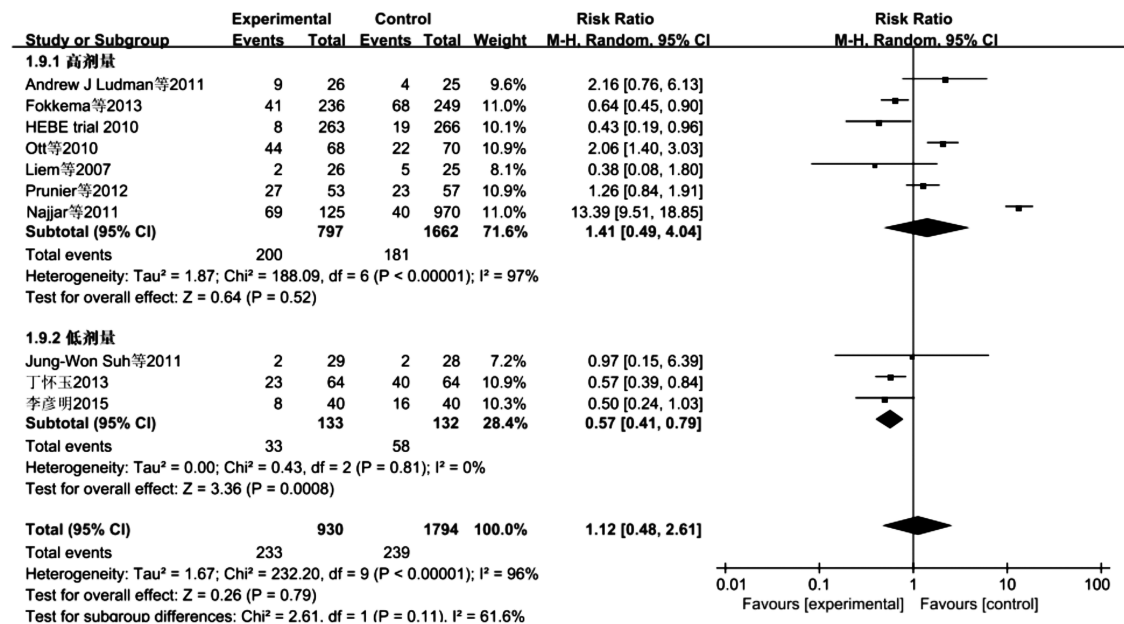 Experimental Control Risk Ratio Risk Ratio
Study or Subgroup Events Total Events Total Weight M-H, Random, 95% CI M-H, Random, 95% CI
1.9.1 高剂量
Andrew J Ludman等2011 9 26 4 25 9.6% 2.16 [0.76, 6.13]
Fokkema等2013 41 236 68 249 11.0% 0.64 [0.45, 0.90]
HEBE trial 2010 8 263 19 266 10.1% 0.43 [0.19, 0.96]
Ott等2010 44 68 22 70 10.9% 2.06 [1.40, 3.03]
Liem等2007 2 26 5 25 8.1% 0.38 [0.08, 1.80]
Prunier等2012 27 53 23 57 10.9% 1.26 [0.84, 1.91]
Najjar等2011 69 125 40 970 11.0% 13.39 [9.51, 18.85]
Subtotal (95% CI) 797 1662 71.6% 1.41 [0.49, 4.04]
Total events 200 181
Heterogeneity: Tau² = 1.87; Chi² = 188.09, df = 6 (P < 0.00001); I² = 97%
Test for overall effect: Z = 0.64 (P = 0.52)
1.9.2 低剂量
Jung-Won Suh等2011 2 29 2 28 7.2% 0.97 [0.15, 6.39]
丁怀玉2013 23 64 40 64 10.9% 0.57 [0.39, 0.84]
李彦明2015 8 40 16 40 10.3% 0.50 [0.24, 1.03]
Subtotal (95% CI) 133 132 28.4% 0.57 [0.41, 0.79]
Total events 33 58
Heterogeneity: Tau² = 0.00; Chi² = 0.43, df = 2 (P = 0.81); I² = 0%
Test for overall effect: Z = 3.36 (P = 0.0008)
Total (95% CI) 930 1794 100.0% 1.12 [0.48, 2.61]
Total events 233 239
Heterogeneity: Tau² = 1.67; Chi² = 232.20, df = 9 (P < 0.00001); I² = 96%
Test for overall effect: Z = 0.26 (P = 0.79)
Test for subgroup differences: Chi² = 2.61, df = 1 (P = 0.11), I² = 61.6%
0.01 0.1 1 10 100
Favours [experimental] Favours [control]